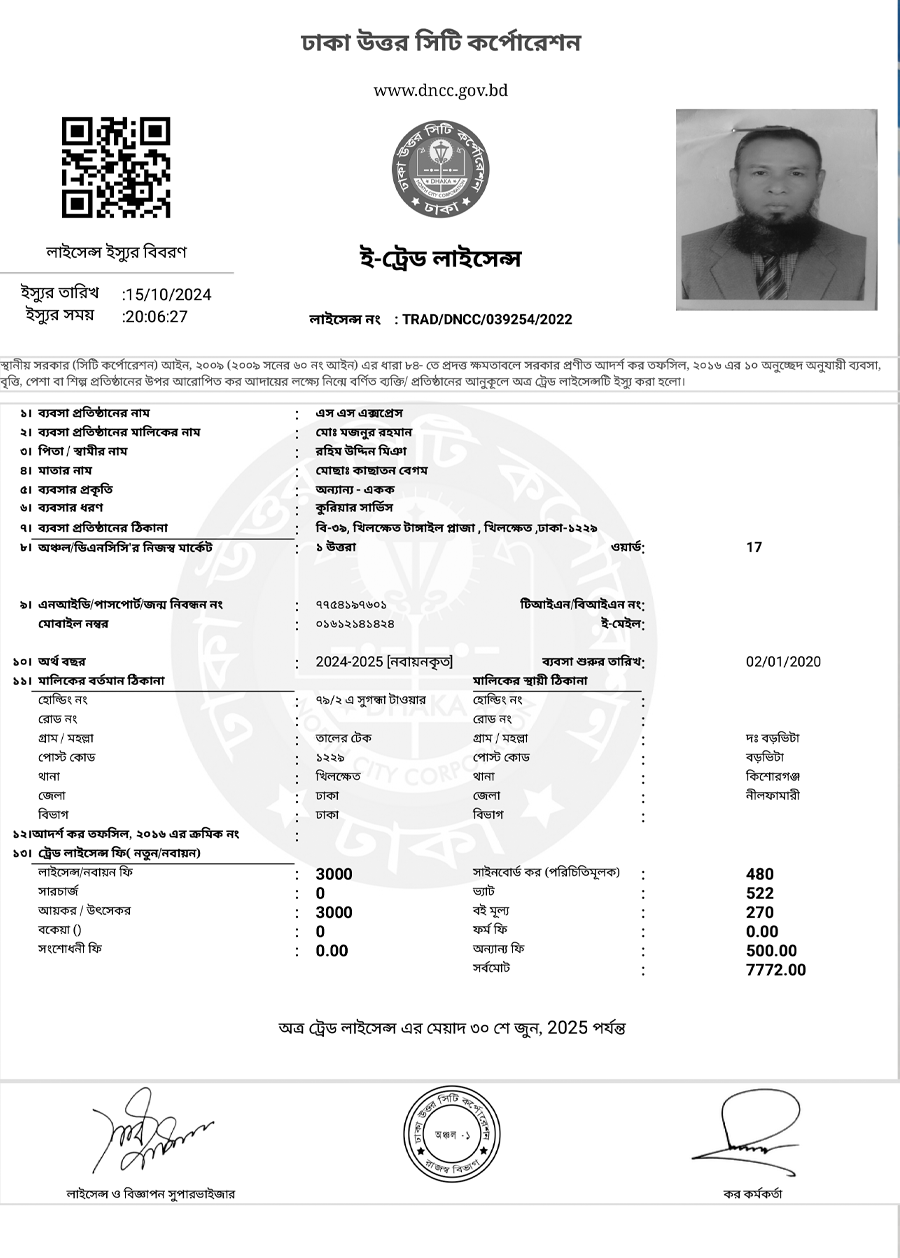 ঢাকা উত্তর সিটি কর্পোরেশন
www.dncc.gov.bd
ঢাকা উত্তর সিটি কর্পোরেশন
DHAKA
NORTH CITY CORPORATION
ঢাকা
লাইসেন্স ইস্যুর বিবরণ
ই-ট্রেড লাইসেন্স
ইস্যুর তারিখ :15/10/2024
ইস্যুর সময় :20:06:27
লাইসেন্স নং : TRAD/DNCC/039254/2022
স্থানীয় সরকার (সিটি কর্পোরেশন) আইন, ২০০৯ (২০০৯ সনের ৬০ নং আইন) এর ধারা ৮৪- তে প্রদত্ত ক্ষমতাবলে সরকার প্রণীত আদর্শ কর তফসিল, ২০১৬ এর ১০ অনুচ্ছেদ অনুযায়ী ব্যবসা,
বৃত্তি, পেশা বা শিল্প প্রতিষ্ঠানের উপর আরোপিত কর আদায়ের লক্ষ্যে নিম্নে বর্ণিত ব্যক্তি/ প্রতিষ্ঠানের আনুকূলে অত্র ট্রেড লাইসেন্সটি ইস্যু করা হলো।
১। ব্যবসা প্রতিষ্ঠানের নাম : এস এস এক্সপ্রেস
২। ব্যবসা প্রতিষ্ঠানের মালিকের নাম : মোঃ মজনুর রহমান
৩। পিতা / স্বামীর নাম : রহিম উদ্দিন মিঞা
৪। মাতার নাম : মোছাঃ কাছাতন বেগম
৫। ব্যবসার প্রকৃতি : অন্যান্য - একক
৬। ব্যবসার ধরণ : কুরিয়ার সার্ভিস
৭। ব্যবসা প্রতিষ্ঠানের ঠিকানা : বি-৩৯, খিলক্ষেত টাঙ্গাইল প্লাজা , খিলক্ষেত ,ঢাকা-১২২৯
৮। অঞ্চল/ডিএনসিসি'র নিজস্ব মার্কেট : ১ উত্তরা ওয়ার্ড: 17
৯। এনআইডি/পাসপোর্ট/জন্ম নিবন্ধন নং : ৭৭৫৪১৯৭৬০১ টিআইএন/বিআইএন নং:
মোবাইল নম্বর : ০১৬১২১৪১৪২৪ ই-মেইল:
১০। অর্থ বছর : 2024-2025 [নবায়নকৃত] ব্যবসা শুরুর তারিখ: 02/01/2020
১১। মালিকের বর্তমান ঠিকানা মালিকের স্থায়ী ঠিকানা
হোল্ডিং নং : ৭৯/২ এ সুগন্ধা টাওয়ার হোল্ডিং নং :
রোড নং : রোড নং :
গ্রাম / মহল্লা : তালের টেক গ্রাম / মহল্লা : দঃ বড়ভিটা
পোস্ট কোড : ১২২৯ পোস্ট কোড : বড়ভিটা
থানা : খিলক্ষেত থানা : কিশোরগঞ্জ
জেলা : ঢাকা জেলা : নীলফামারী
বিভাগ : ঢাকা বিভাগ :
১২।আদর্শ কর তফসিল, ২০১৬ এর ক্রমিক নং :
১৩। ট্রেড লাইসেন্স ফি( নতুন/নবায়ন)
লাইসেন্স/নবায়ন ফি : 3000 সাইনবোর্ড কর (পরিচিতিমূলক) : 480
সারচার্জ : 0 ভ্যাট : 522
আয়কর / উৎসেকর : 3000 বই মূল্য : 270
বকেয়া () : 0 ফর্ম ফি : 0.00
সংশোধনী ফি : 0.00 অন্যান্য ফি : 500.00
সর্বমোট : 7772.00
অত্র ট্রেড লাইসেন্স এর মেয়াদ ৩০ শে জুন, 2025 পর্যন্ত
ঢাকা উত্তর সিটি কর্পোরেশন
অঞ্চল -১
রাজস্ব বিভাগ
লাইসেন্স ও বিজ্ঞাপন সুপারভাইজার কর কর্মকর্তা